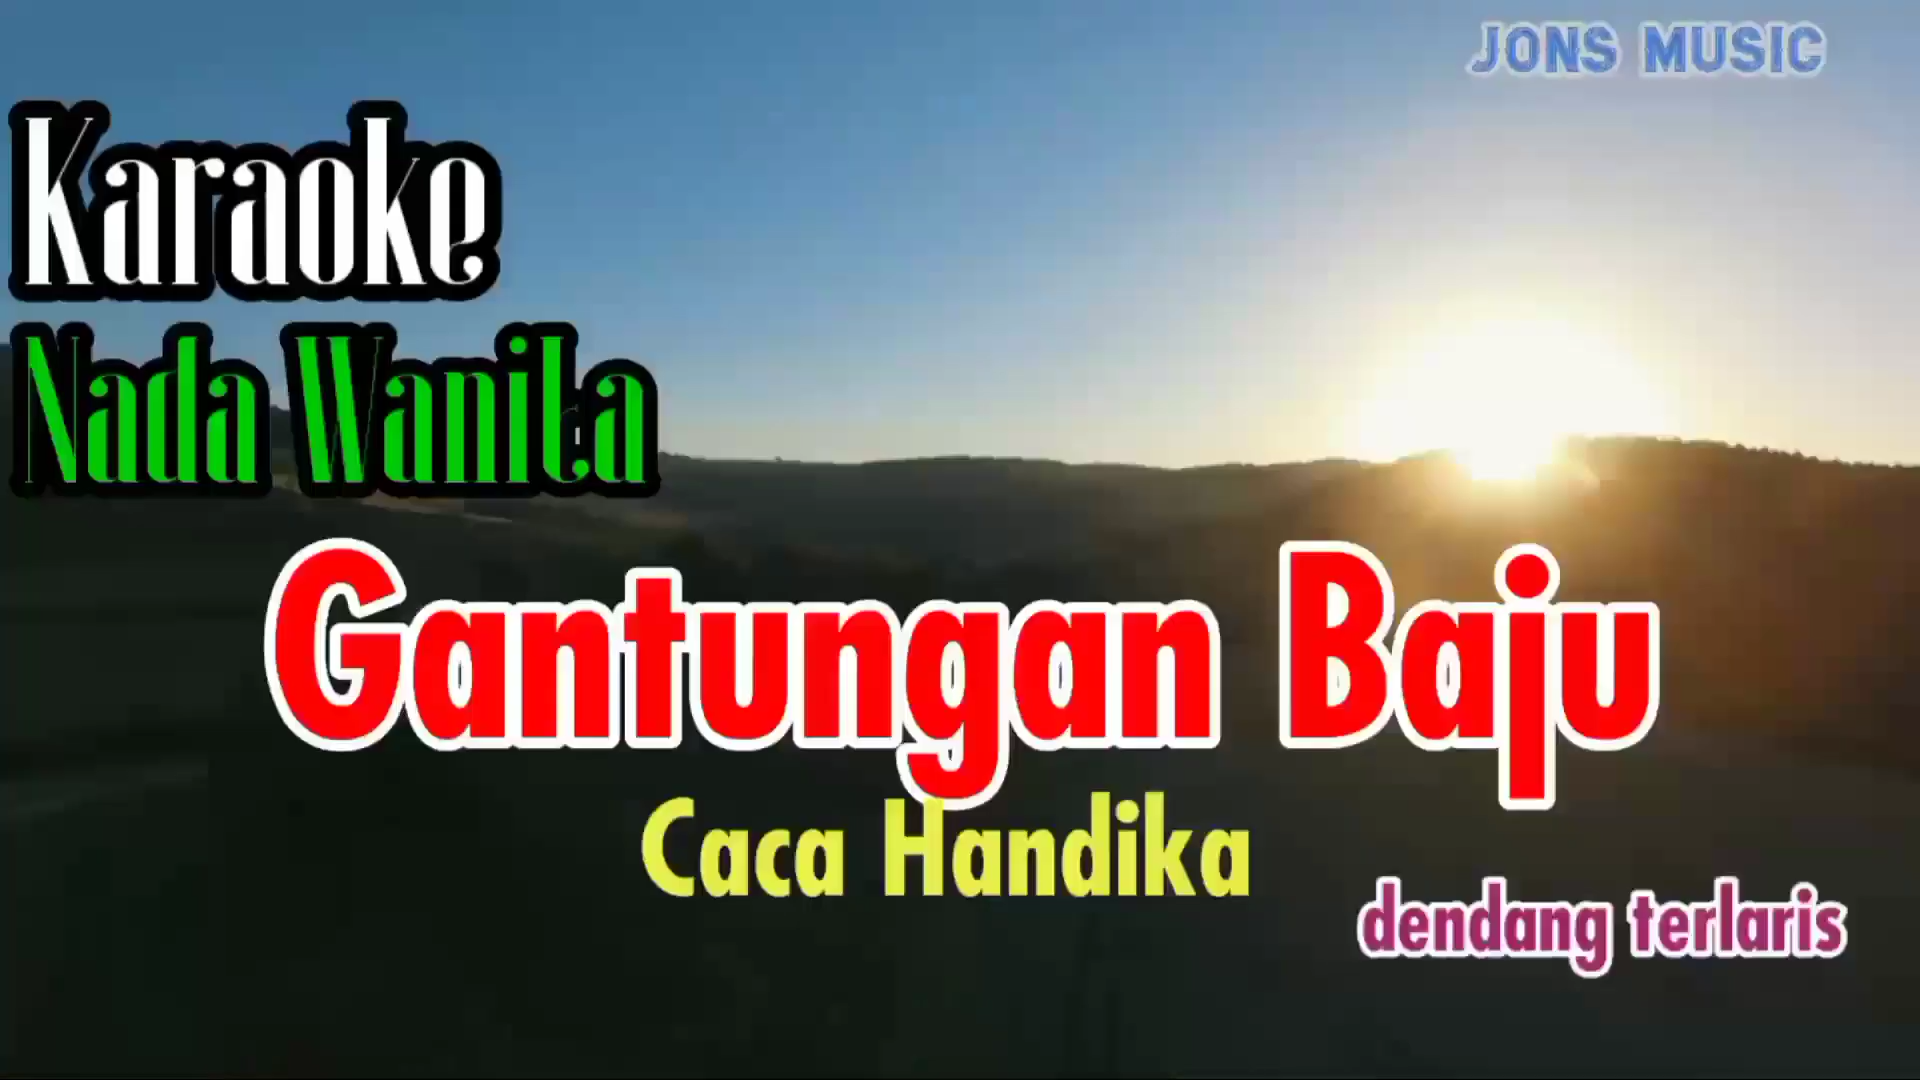 JONS MUSIC
Karaoke
Nada Wanita
Gantungan Baju
Caca Handika
dendang terlaris